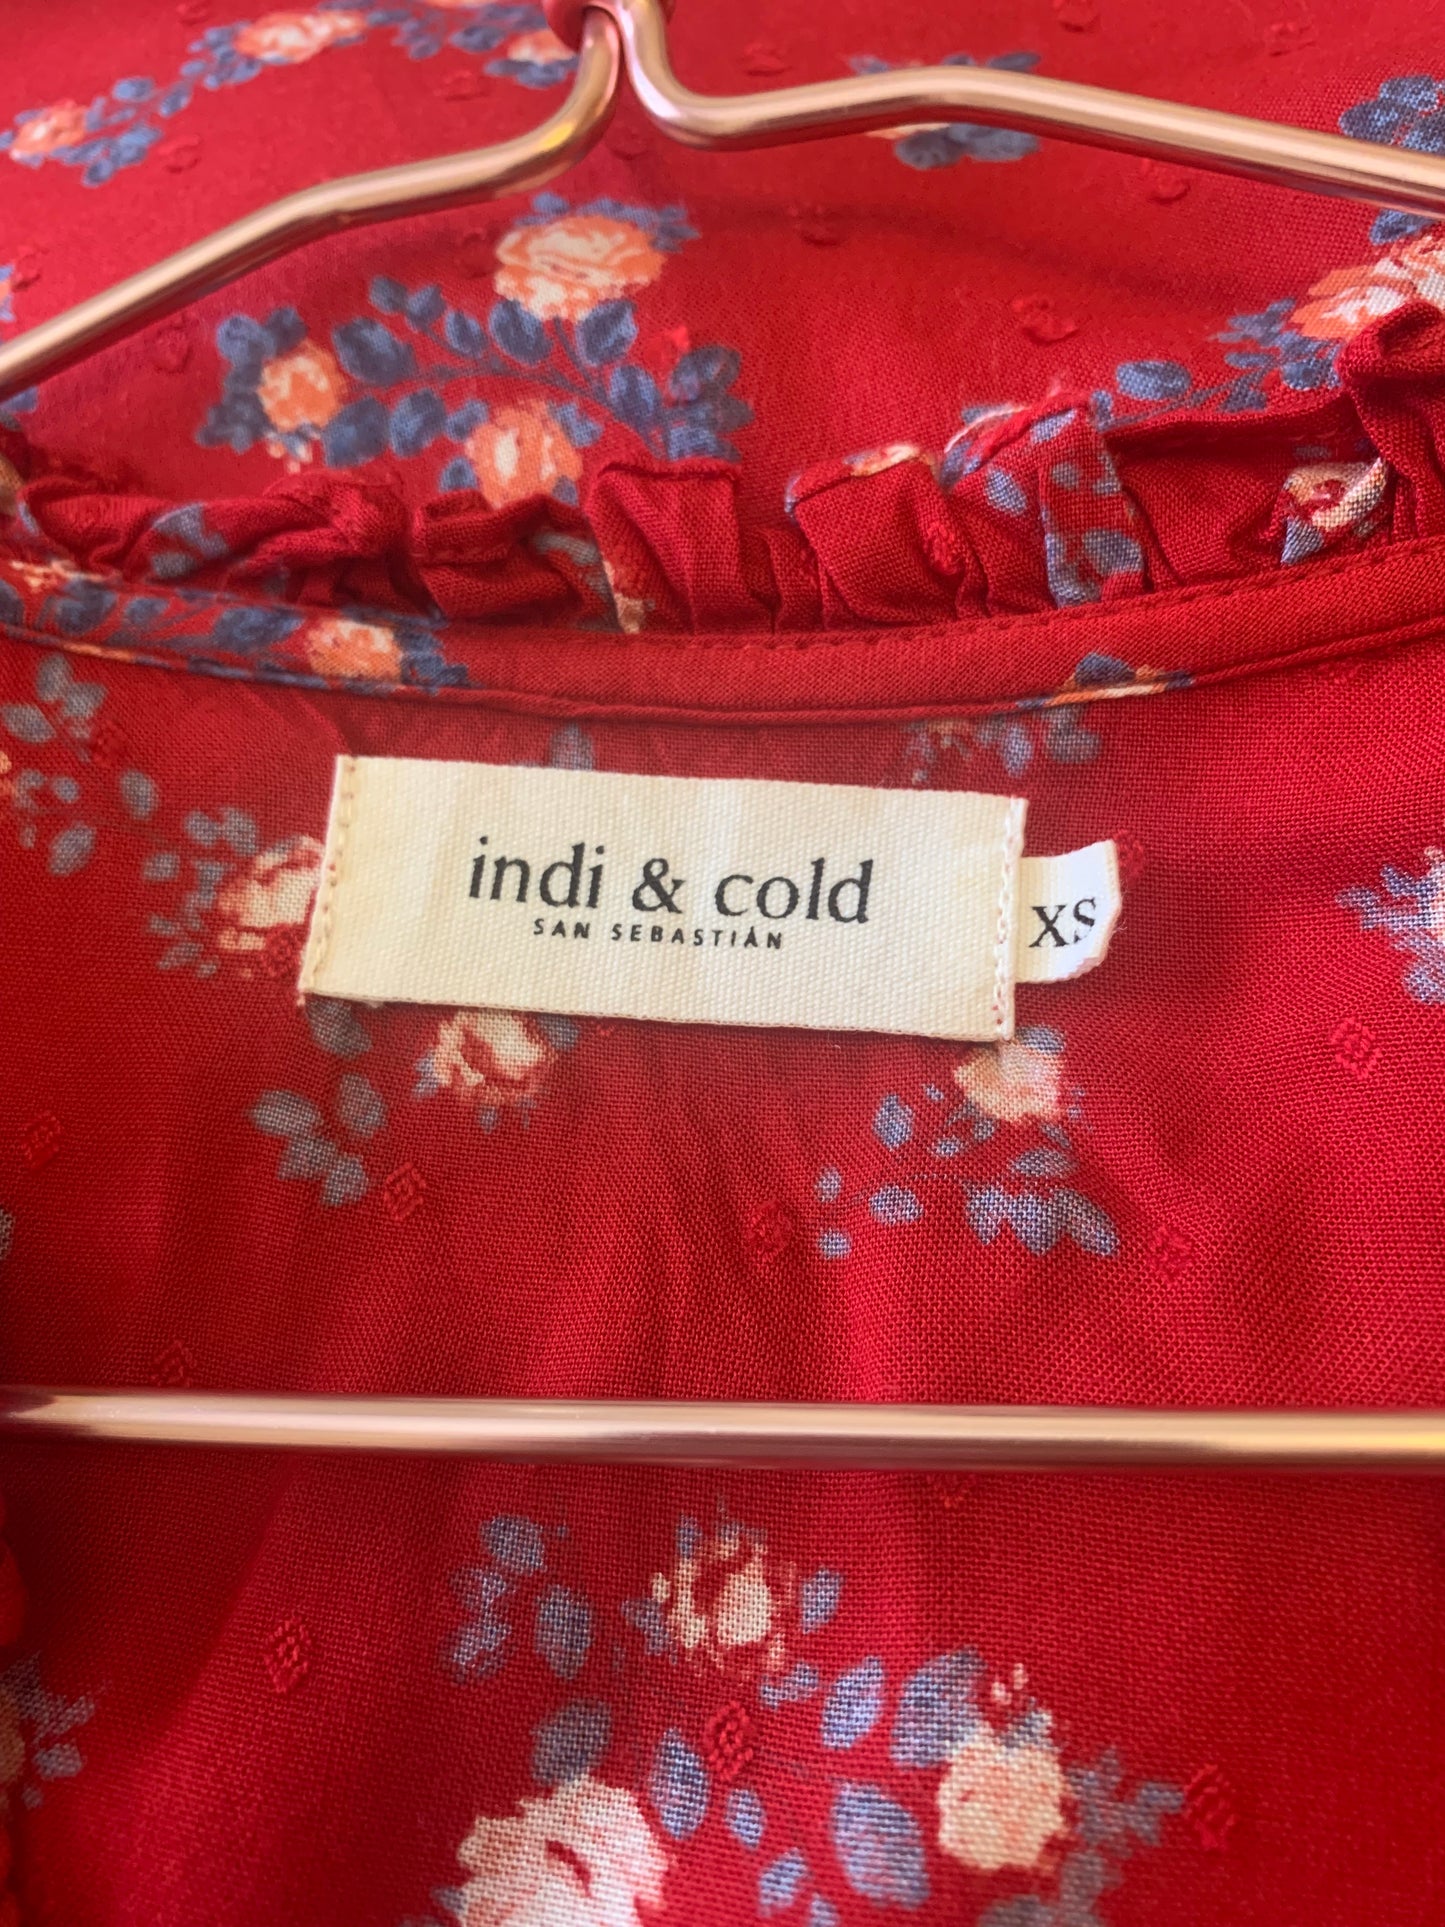 indi & cold
SAN SEBASTIÁN
XS